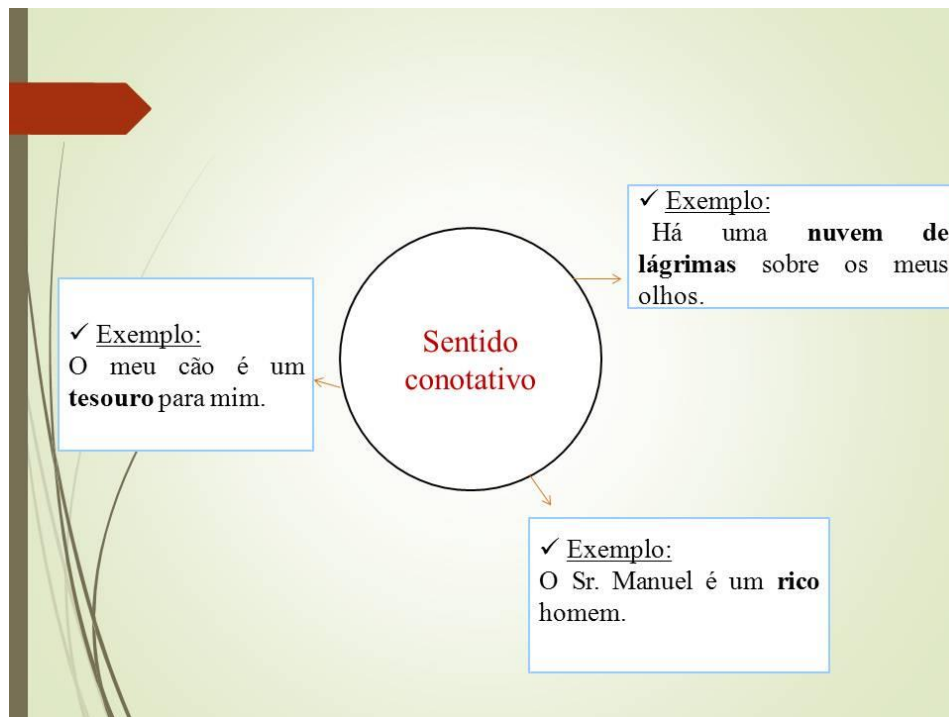 ✓ Exemplo:
Há uma nuvem de
lágrimas sobre os meus
olhos.
✓ Exemplo:
O meu cão é um
tesouro para mim.
Sentido
conotativo
✓ Exemplo:
O Sr. Manuel é um rico
homem.